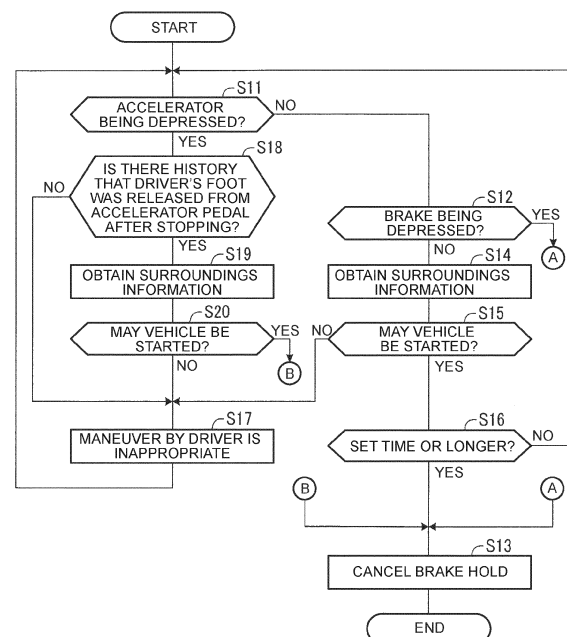 START
S11
ACCELERATOR
BEING DEPRESSED?
NO
YES
S18
IS THERE HISTORY
THAT DRIVER'S FOOT
WAS RELEASED FROM
ACCELERATOR PEDAL
AFTER STOPPING?
NO
YES
S12
BRAKE BEING
DEPRESSED?
YES
A
NO
S19
OBTAIN SURROUNDINGS
INFORMATION
S14
OBTAIN SURROUNDINGS
INFORMATION
S20
MAY VEHICLE BE
STARTED?
YES
B
NO
S15
MAY VEHICLE
BE STARTED?
NO
YES
S17
MANEUVER BY DRIVER IS
INAPPROPRIATE
S16
SET TIME OR LONGER?
NO
YES
B
A
S13
CANCEL BRAKE HOLD
END